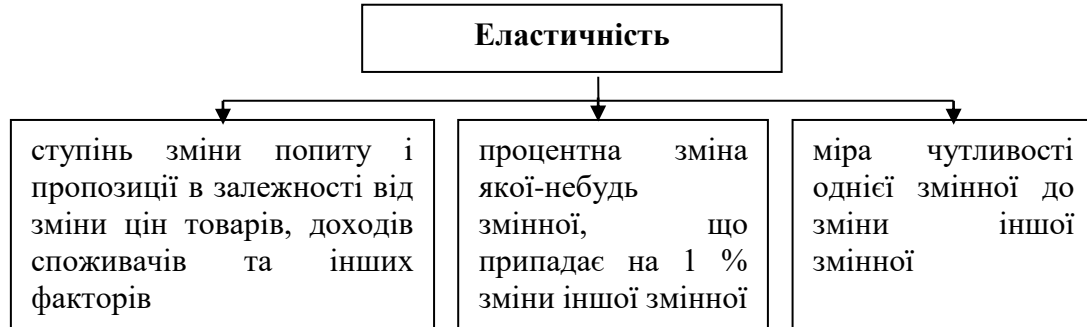 Еластичність
ступінь зміни попиту і
пропозиції в залежності від
зміни цін товарів, доходів
споживачів та інших
факторів
процентна зміна
якої-небудь
змінної, що
припадає на 1 %
зміни іншої змінної
міра чутливості
однієї змінної до
зміни іншої
змінної